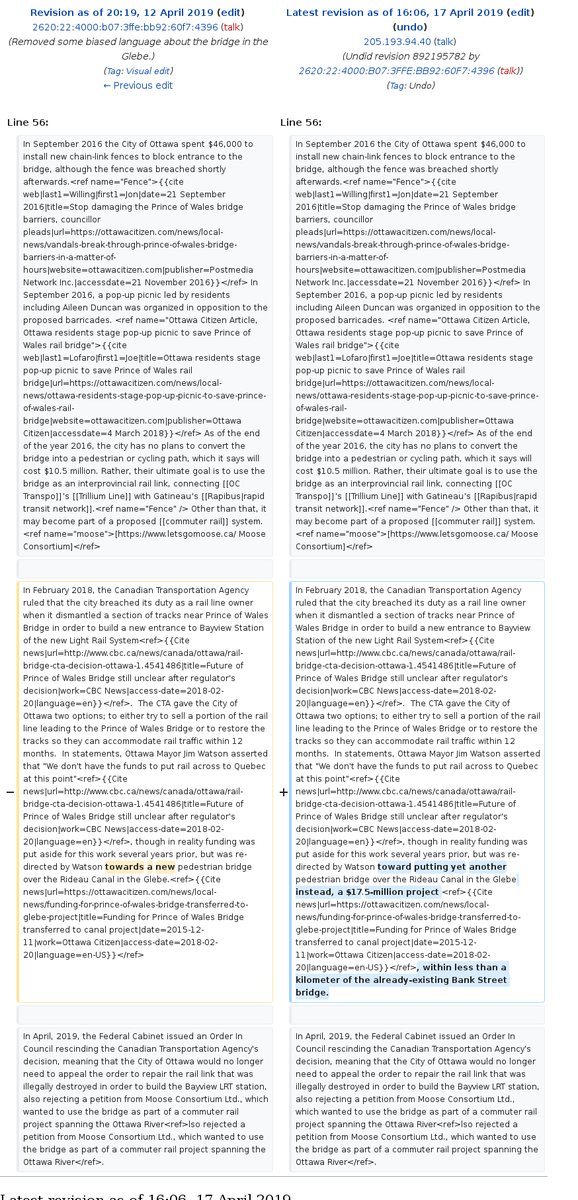 Revision as of 20:19, 12 April 2019 (edit)
2620:22:4000:b07:3ffe:bb92:60f7:4396 (talk)
(Removed some biased language about the bridge in the
Glebe.)
(Tag: Visual edit)
← Previous edit
Latest revision as of 16:06, 17 April 2019 (edit)
(undo)
205.193.94.40 (talk)
(Undid revision 892195782 by
2620:22:4000:B07:3FFE:BB92:60F7:4396 (talk))
(Tag: Undo)
Line 56:
In September 2016 the City of Ottawa spent $46,000 to
install new chain-link fences to block entrance to the
bridge, although the fence was breached shortly
afterwards.<ref name="Fence">{{cite
web|last1=Willing|first1=Jon|date=21 September
2016|title=Stop damaging the Prince of Wales bridge
barriers, councillor
pleads|url=https://ottawacitizen.com/news/local-
news/vandals-break-through-prince-of-wales-bridge-
barriers-in-a-matter-of-
hours|website=ottawacitizen.com|publisher=Postmedia
Network Inc.|accessdate=21 November 2016}}</ref> In
September 2016, a pop-up picnic led by residents
including Aileen Duncan was organized in opposition to the
proposed barricades. <ref name="Ottawa Citizen Article,
Ottawa residents stage pop-up picnic to save Prince of
Wales rail bridge">{{cite
web|last1=Lofaro|first1=Joe|title=Ottawa residents stage
pop-up picnic to save Prince of Wales rail
bridge|url=https://ottawacitizen.com/news/local-
news/ottawa-residents-stage-pop-up-picnic-to-save-prince-
of-wales-rail-
bridge|website=ottawacitizen.com|publisher=Ottawa
Citizen|accessdate=4 March 2018}}</ref> As of the end
of the year 2016, the city has no plans to convert the
bridge into a pedestrian or cycling path, which it says will
cost $10.5 million. Rather, their ultimate goal is to use the
bridge as an interprovincial rail link, connecting [[OC
Transpo]]'s [[Trillium Line]] with Gatineau's [[Rapibus|rapid
transit network]].<ref name="Fence" /> Other than that, it
may become part of a proposed [[commuter rail]] system.
<ref name="moose">[https://www.letsgomoose.ca/ Moose
Consortium]</ref>
Line 56:
In September 2016 the City of Ottawa spent $46,000 to
install new chain-link fences to block entrance to the
bridge, although the fence was breached shortly
afterwards.<ref name="Fence">{{cite
web|last1=Willing|first1=Jon|date=21 September
2016|title=Stop damaging the Prince of Wales bridge
barriers, councillor
pleads|url=https://ottawacitizen.com/news/local-
news/vandals-break-through-prince-of-wales-bridge-
barriers-in-a-matter-of-
hours|website=ottawacitizen.com|publisher=Postmedia
Network Inc.|accessdate=21 November 2016}}</ref> In
September 2016, a pop-up picnic led by residents
including Aileen Duncan was organized in opposition to the
proposed barricades. <ref name="Ottawa Citizen Article,
Ottawa residents stage pop-up picnic to save Prince of
Wales rail bridge">{{cite
web|last1=Lofaro|first1=Joe|title=Ottawa residents stage
pop-up picnic to save Prince of Wales rail
bridge|url=https://ottawacitizen.com/news/local-
news/ottawa-residents-stage-pop-up-picnic-to-save-prince-
of-wales-rail-
bridge|website=ottawacitizen.com|publisher=Ottawa
Citizen|accessdate=4 March 2018}}</ref> As of the end
of the year 2016, the city has no plans to convert the
bridge into a pedestrian or cycling path, which it says will
cost $10.5 million. Rather, their ultimate goal is to use the
bridge as an interprovincial rail link, connecting [[OC
Transpo]]'s [[Trillium Line]] with Gatineau's [[Rapibus|rapid
transit network]].<ref name="Fence" /> Other than that, it
may become part of a proposed [[commuter rail]] system.
<ref name="moose">[https://www.letsgomoose.ca/ Moose
Consortium]</ref>
−
In February 2018, the Canadian Transportation Agency
ruled that the city breached its duty as a rail line owner
when it dismantled a section of tracks near Prince of Wales
Bridge in order to build a new entrance to Bayview Station
of the new Light Rail System<ref>{{Cite
news|url=http://www.cbc.ca/news/canada/ottawa/rail-
bridge-cta-decision-ottawa-1.4541486|title=Future of
Prince of Wales Bridge still unclear after regulator's
decision|work=CBC News|access-date=2018-02-
20|language=en}}</ref>.  The CTA gave the City of
Ottawa two options; to either try to sell a portion of the rail
line leading to the Prince of Wales Bridge or to restore the
tracks so they can accommodate rail traffic within 12
months.  In statements, Ottawa Mayor Jim Watson asserted
that "We don't have the funds to put rail across to Quebec
at this point"<ref>{{Cite
news|url=http://www.cbc.ca/news/canada/ottawa/rail-
bridge-cta-decision-ottawa-1.4541486|title=Future of
Prince of Wales Bridge still unclear after regulator's
decision|work=CBC News|access-date=2018-02-
20|language=en}}</ref>, though in reality funding was
put aside for this work several years prior, but was re-
directed by Watson towards a new pedestrian bridge
over the Rideau Canal in the Glebe.<ref>{{Cite
news|url=https://ottawacitizen.com/news/local-
news/funding-for-prince-of-wales-bridge-transferred-to-
glebe-project|title=Funding for Prince of Wales Bridge
transferred to canal project|date=2015-12-
11|work=Ottawa Citizen|access-date=2018-02-
20|language=en-US}}</ref>
+
In February 2018, the Canadian Transportation Agency
ruled that the city breached its duty as a rail line owner
when it dismantled a section of tracks near Prince of Wales
Bridge in order to build a new entrance to Bayview Station
of the new Light Rail System<ref>{{Cite
news|url=http://www.cbc.ca/news/canada/ottawa/rail-
bridge-cta-decision-ottawa-1.4541486|title=Future of
Prince of Wales Bridge still unclear after regulator's
decision|work=CBC News|access-date=2018-02-
20|language=en}}</ref>.  The CTA gave the City of
Ottawa two options; to either try to sell a portion of the rail
line leading to the Prince of Wales Bridge or to restore the
tracks so they can accommodate rail traffic within 12
months.  In statements, Ottawa Mayor Jim Watson asserted
that "We don't have the funds to put rail across to Quebec
at this point"<ref>{{Cite
news|url=http://www.cbc.ca/news/canada/ottawa/rail-
bridge-cta-decision-ottawa-1.4541486|title=Future of
Prince of Wales Bridge still unclear after regulator's
decision|work=CBC News|access-date=2018-02-
20|language=en}}</ref>, though in reality funding was
put aside for this work several years prior, but was re-
directed by Watson toward putting yet another
pedestrian bridge over the Rideau Canal in the Glebe
instead, a $17.5-million project <ref>{{Cite
news|url=https://ottawacitizen.com/news/local-
news/funding-for-prince-of-wales-bridge-transferred-to-
glebe-project|title=Funding for Prince of Wales Bridge
transferred to canal project|date=2015-12-
11|work=Ottawa Citizen|access-date=2018-02-
20|language=en-US}}</ref>, within less than a
kilometer of the already-existing Bank Street
bridge.
In April, 2019, the Federal Cabinet issued an Order In
Council rescinding the Canadian Transportation Agency's
decision, meaning that the City of Ottawa would no longer
need to appeal the order to repair the rail link that was
illegally destroyed in order to build the Bayview LRT station,
also rejecting a petition from Moose Consortium Ltd., which
wanted to use the bridge as part of a commuter rail
project spanning the Ottawa River<ref>lso rejected a
petition from Moose Consortium Ltd., which wanted to use
the bridge as part of a commuter rail project spanning the
Ottawa River</ref>.
In April, 2019, the Federal Cabinet issued an Order In
Council rescinding the Canadian Transportation Agency's
decision, meaning that the City of Ottawa would no longer
need to appeal the order to repair the rail link that was
illegally destroyed in order to build the Bayview LRT station,
also rejecting a petition from Moose Consortium Ltd.,
which wanted to use the bridge as part of a commuter rail
project spanning the Ottawa River<ref>lso rejected a
petition from Moose Consortium Ltd., which wanted to use
the bridge as part of a commuter rail project spanning the
Ottawa River</ref>.
Latest revision as of 16:06, 17 April 2019